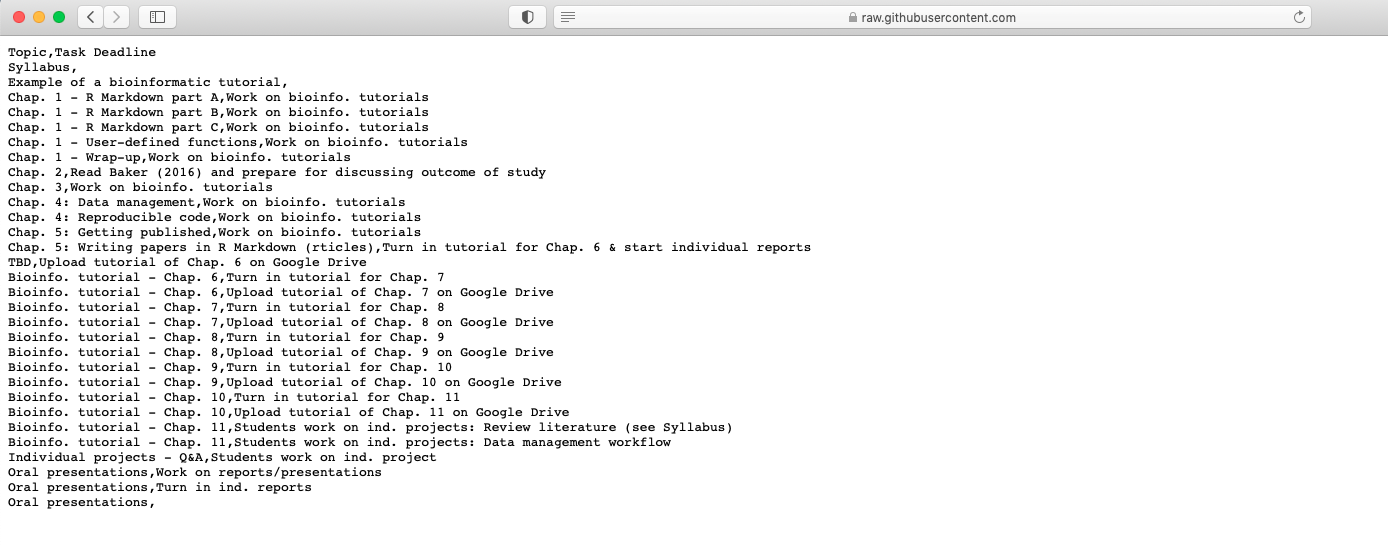 raw.githubusercontent.com
Topic,Task Deadline
Syllabus,
Example of a bioinformatic tutorial,
Chap. 1 - R Markdown part A,Work on bioinfo. tutorials
Chap. 1 - R Markdown part B,Work on bioinfo. tutorials
Chap. 1 - R Markdown part C,Work on bioinfo. tutorials
Chap. 1 - User-defined functions,Work on bioinfo. tutorials
Chap. 1 - Wrap-up,Work on bioinfo. tutorials
Chap. 2,Read Baker (2016) and prepare for discussing outcome of study
Chap. 3,Work on bioinfo. tutorials
Chap. 4: Data management,Work on bioinfo. tutorials
Chap. 4: Reproducible code,Work on bioinfo. tutorials
Chap. 5: Getting published,Work on bioinfo. tutorials
Chap. 5: Writing papers in R Markdown (rticles),Turn in tutorial for Chap. 6 & start individual reports
TBD,Upload tutorial of Chap. 6 on Google Drive
Bioinfo. tutorial - Chap. 6,Turn in tutorial for Chap. 7
Bioinfo. tutorial - Chap. 6,Upload tutorial of Chap. 7 on Google Drive
Bioinfo. tutorial - Chap. 7,Turn in tutorial for Chap. 8
Bioinfo. tutorial - Chap. 7,Upload tutorial of Chap. 8 on Google Drive
Bioinfo. tutorial - Chap. 8,Turn in tutorial for Chap. 9
Bioinfo. tutorial - Chap. 8,Upload tutorial of Chap. 9 on Google Drive
Bioinfo. tutorial - Chap. 9,Turn in tutorial for Chap. 10
Bioinfo. tutorial - Chap. 9,Upload tutorial of Chap. 10 on Google Drive
Bioinfo. tutorial - Chap. 10,Turn in tutorial for Chap. 11
Bioinfo. tutorial - Chap. 10,Upload tutorial of Chap. 11 on Google Drive
Bioinfo. tutorial - Chap. 11,Students work on ind. projects: Review literature (see Syllabus)
Bioinfo. tutorial - Chap. 11,Students work on ind. projects: Data management workflow
Individual projects - Q&A,Students work on ind. project
Oral presentations,Work on reports/presentations
Oral presentations,Turn in ind. reports
Oral presentations,